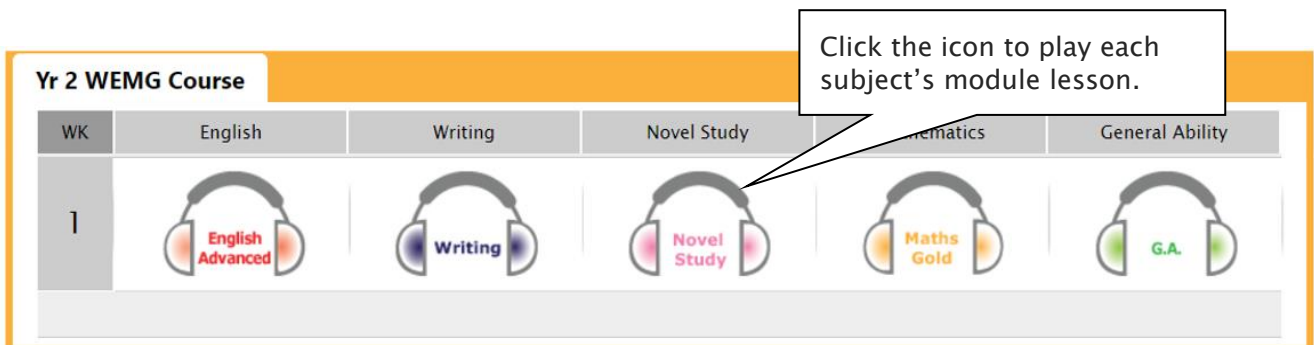 Click the icon to play each
subject's module lesson.
Yr 2 WEMG Course
WK English Writing Novel Study hematics General Ability
1
English
Advanced
Writing
Novel
Study
Maths
Gold
G.A.